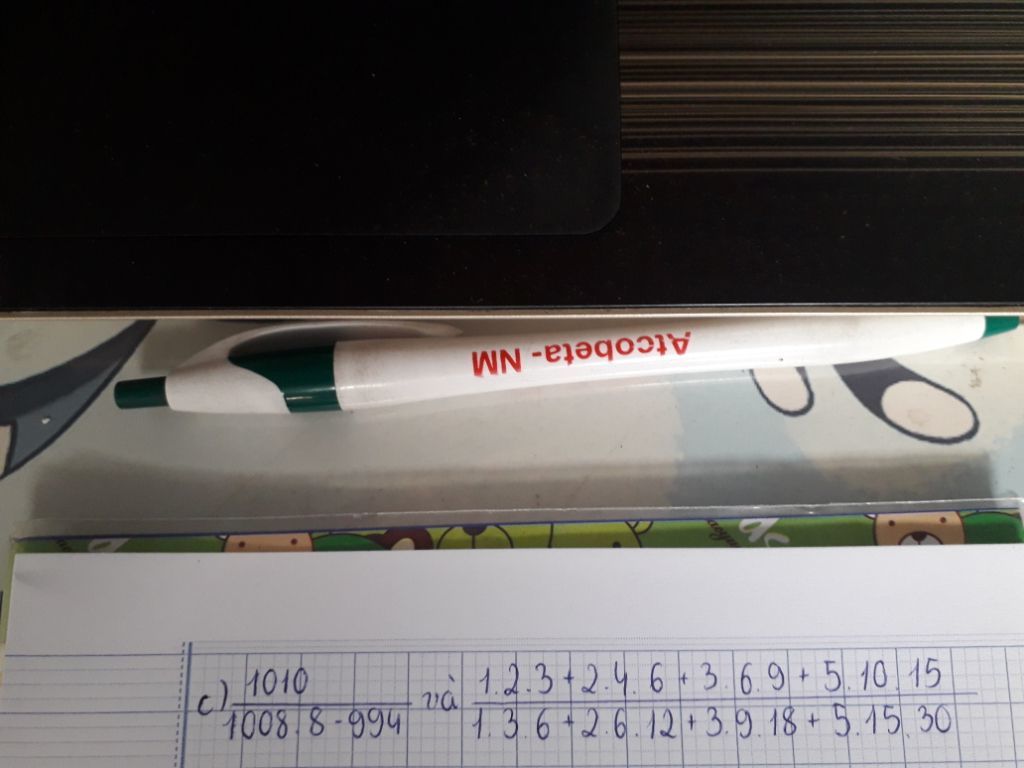 Atcobeta- NM
c) 1010 và 1.2.3 + 2.4.6 + 3.6.9 + 5.10.15
1008.8-994 1.3.6 + 2.6.12 + 3.9.18 + 5.15.30